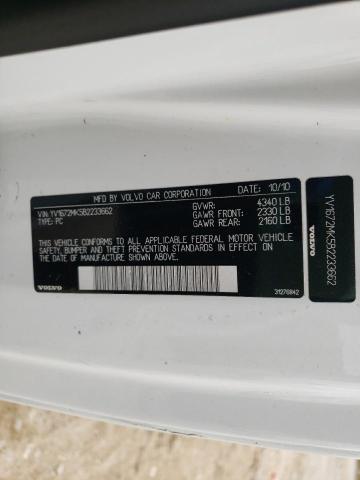 MFD BY VOLVO CAR CORPORATION 10/10
VIN: YV1672MK5B2233662
TYPE: PC
GVWR: 4340 LB
GAWR FRONT: 2330 LB
GAWR REAR: 2160 LB
THIS CAR CONFORMS TO ALL APPLICABLE FEDERAL MOTOR VEHICLE
SAFETY, BUMPER AND THEFT PREVENTION STANDARDS IN EFFECT ON
THE DATE OF MANUFACTURE SHOWN ABOVE.
VOLVO
31276842
YV1672MK5B2233662
VOLVO